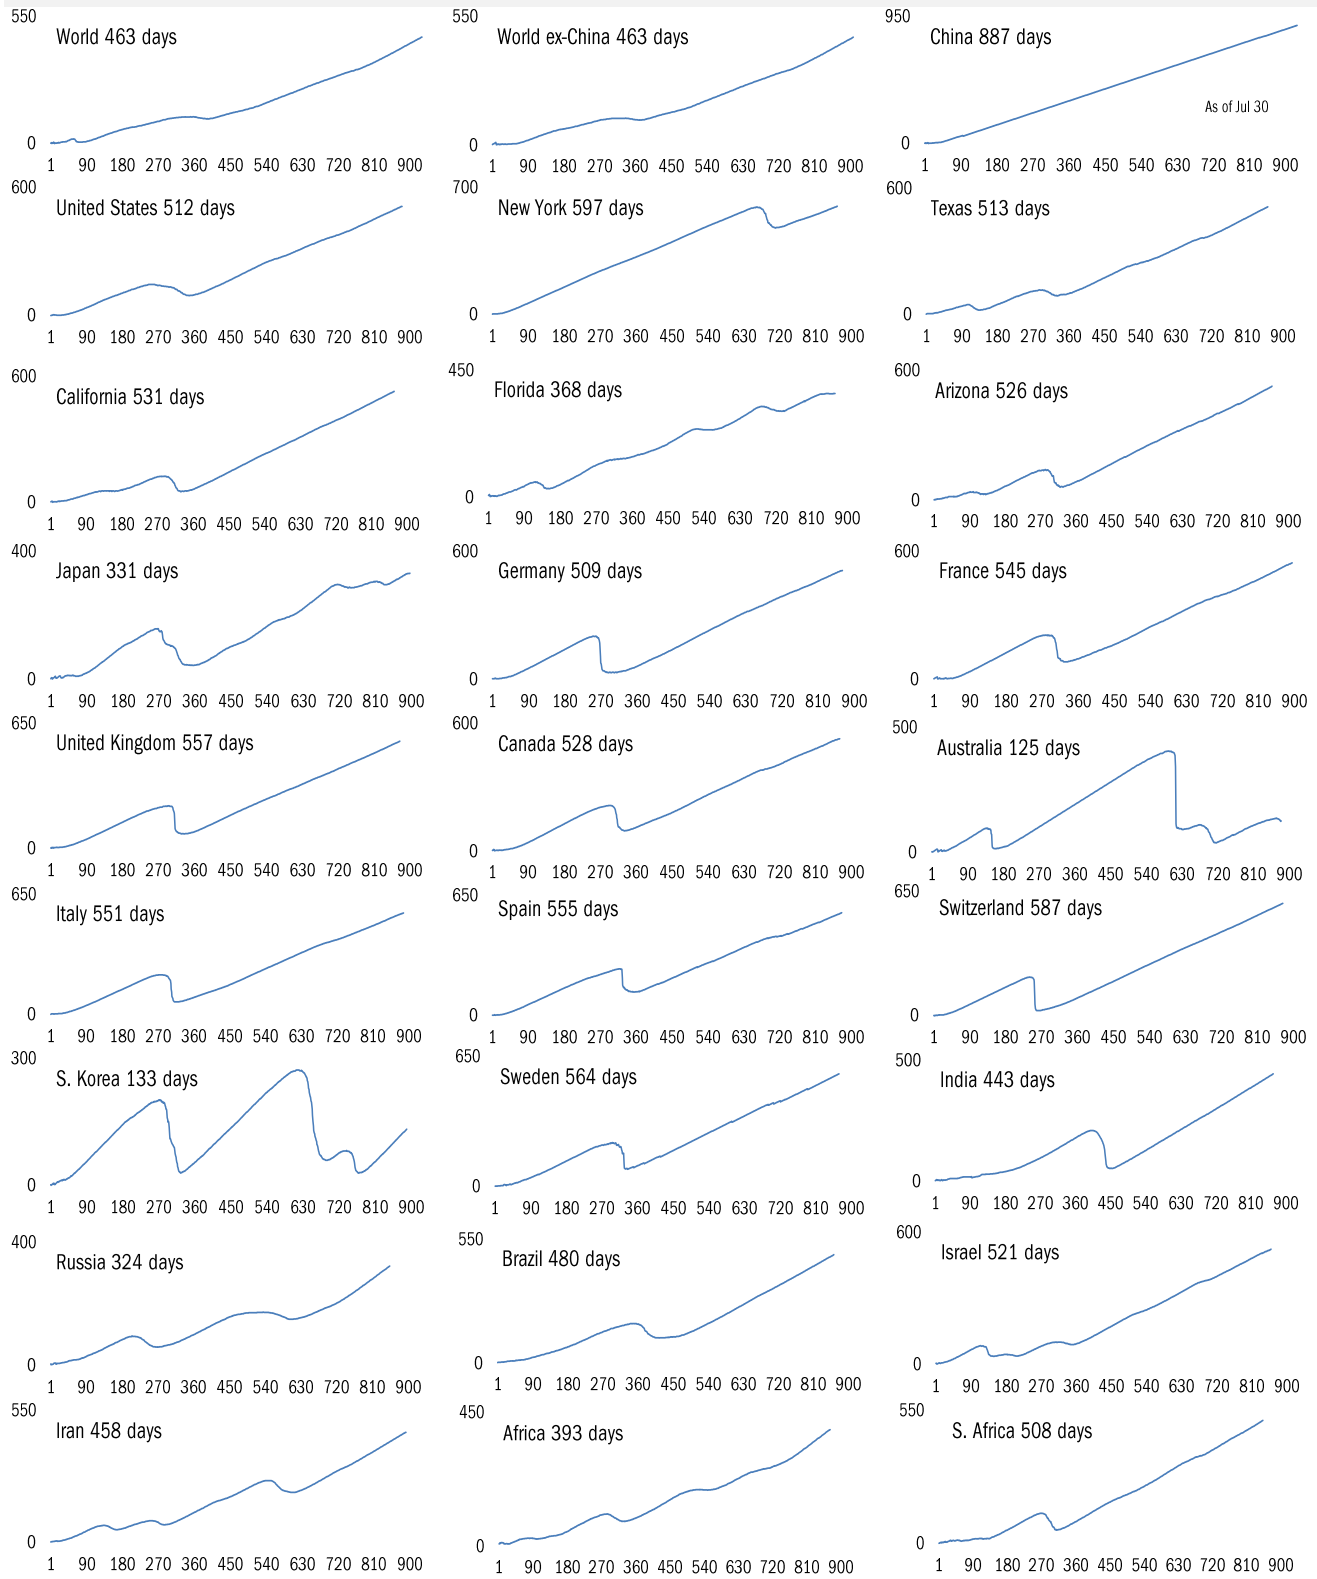 550
World 463 days
0
1 90 180 270 360 450 540 630 720 810 900
550
World ex-China 463 days
0
1 90 180 270 360 450 540 630 720 810 900
950
China 887 days
As of Jul 30
0
1 90 180 270 360 450 540 630 720 810 900
600
United States 512 days
0
1 90 180 270 360 450 540 630 720 810 900
700
New York 597 days
0
1 90 180 270 360 450 540 630 720 810 900
600
Texas 513 days
0
1 90 180 270 360 450 540 630 720 810 900
600
California 531 days
0
1 90 180 270 360 450 540 630 720 810 900
450
Florida 368 days
0
1 90 180 270 360 450 540 630 720 810 900
600
Arizona 526 days
0
1 90 180 270 360 450 540 630 720 810 900
400
Japan 331 days
0
1 90 180 270 360 450 540 630 720 810 900
600
Germany 509 days
0
1 90 180 270 360 450 540 630 720 810 900
600
France 545 days
0
1 90 180 270 360 450 540 630 720 810 900
650
United Kingdom 557 days
0
1 90 180 270 360 450 540 630 720 810 900
600
Canada 528 days
0
1 90 180 270 360 450 540 630 720 810 900
500
Australia 125 days
0
1 90 180 270 360 450 540 630 720 810 900
650
Italy 551 days
0
1 90 180 270 360 450 540 630 720 810 900
650
Spain 555 days
0
1 90 180 270 360 450 540 630 720 810 900
650
Switzerland 587 days
0
1 90 180 270 360 450 540 630 720 810 900
300
S. Korea 133 days
0
1 90 180 270 360 450 540 630 720 810 900
650
Sweden 564 days
0
1 90 180 270 360 450 540 630 720 810 900
500
India 443 days
0
1 90 180 270 360 450 540 630 720 810 900
400
Russia 324 days
0
1 90 180 270 360 450 540 630 720 810 900
550
Brazil 480 days
0
1 90 180 270 360 450 540 630 720 810 900
600
Israel 521 days
0
1 90 180 270 360 450 540 630 720 810 900
550
Iran 458 days
0
1 90 180 270 360 450 540 630 720 810 900
450
Africa 393 days
0
1 90 180 270 360 450 540 630 720 810 900
550
S. Africa 508 days
0
1 90 180 270 360 450 540 630 720 810 900